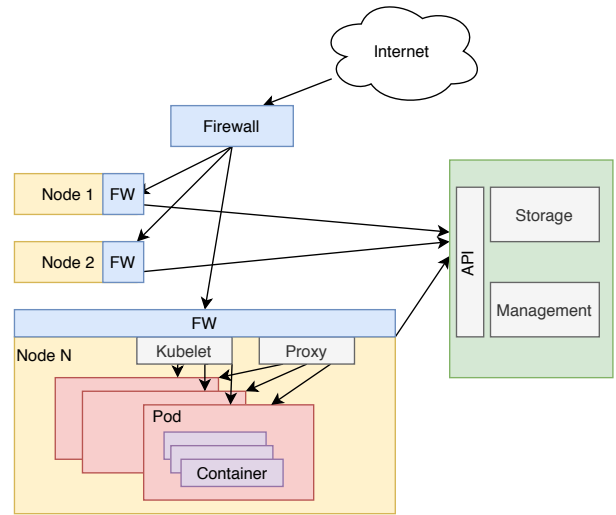 Internet
Firewall
Node 1
FW
Node 2
FW
API
Storage
Management
FW
Node N
Kubelet
Proxy
Pod
Container